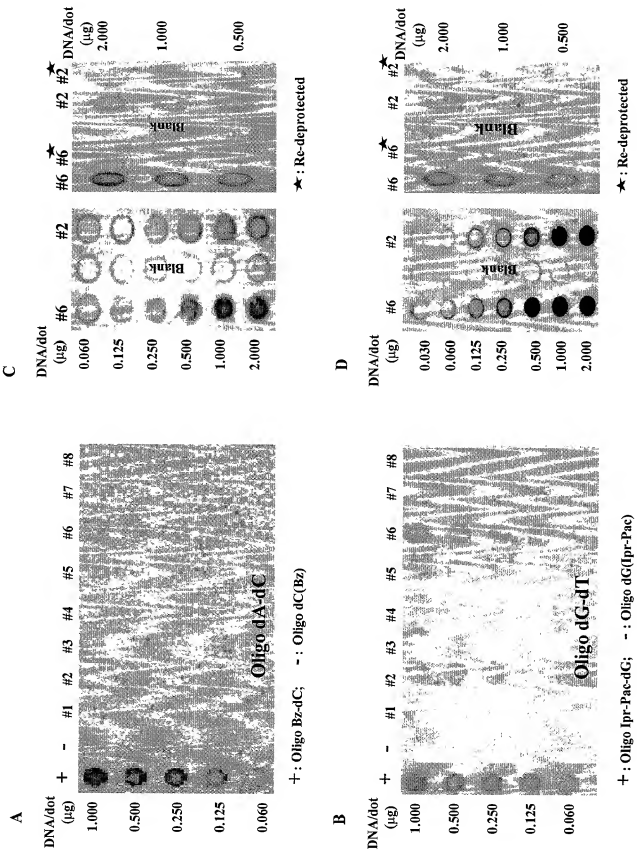 A
DNA/dot
(µg)
+ - #1 #2 #3 #4 #5 #6 #7 #8
1.000
0.500
0.250
0.125
0.060
Oligo dA-dC
+ : Oligo Bz-dC; - : Oligo dC(Bz)
B
DNA/dot
(µg)
+ - #1 #2 #3 #4 #5 #6 #7 #8
1.000
0.500
0.250
0.125
0.060
Oligo dG-dT
+ : Oligo Ipr-Pac-dG; - : Oligo dG(Ipr-Pac)
C
DNA/dot
(µg)
#6 #2
0.060
0.125
0.250
0.500
1.000
2.000
Blank
#6 ★#6 #2 ★#2
DNA/dot
(µg)
2.000
1.000
0.500
Blank
★ : Re-deprotected
D
DNA/dot
(µg)
#6 #2
0.030
0.060
0.125
0.250
0.500
1.000
2.000
Blank
#6 ★#6 #2 ★#2
DNA/dot
(µg)
2.000
1.000
0.500
Blank
★ : Re-deprotected